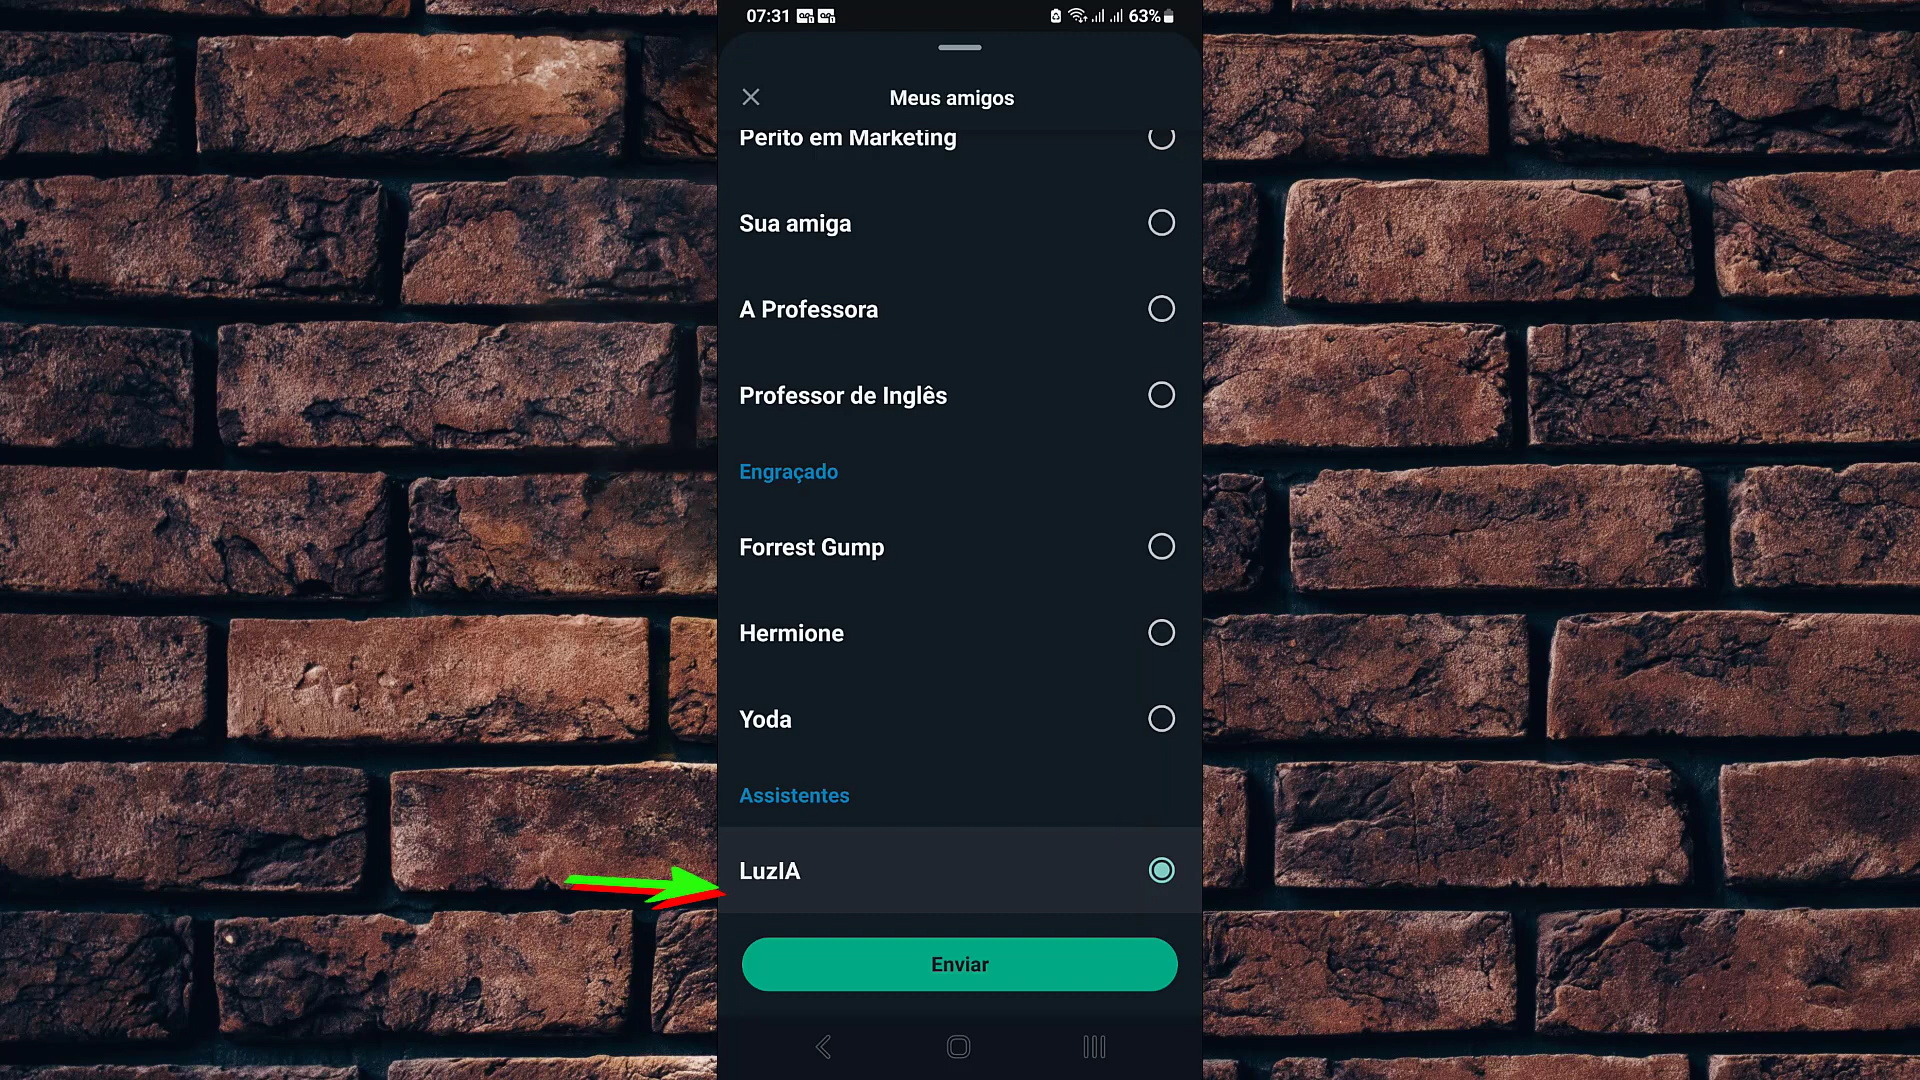 07:31
63%
Meus amigos
Perito em Marketing
Sua amiga
A Professora
Professor de Inglês
Engraçado
Forrest Gump
Hermione
Yoda
Assistentes
LuzIA
Enviar